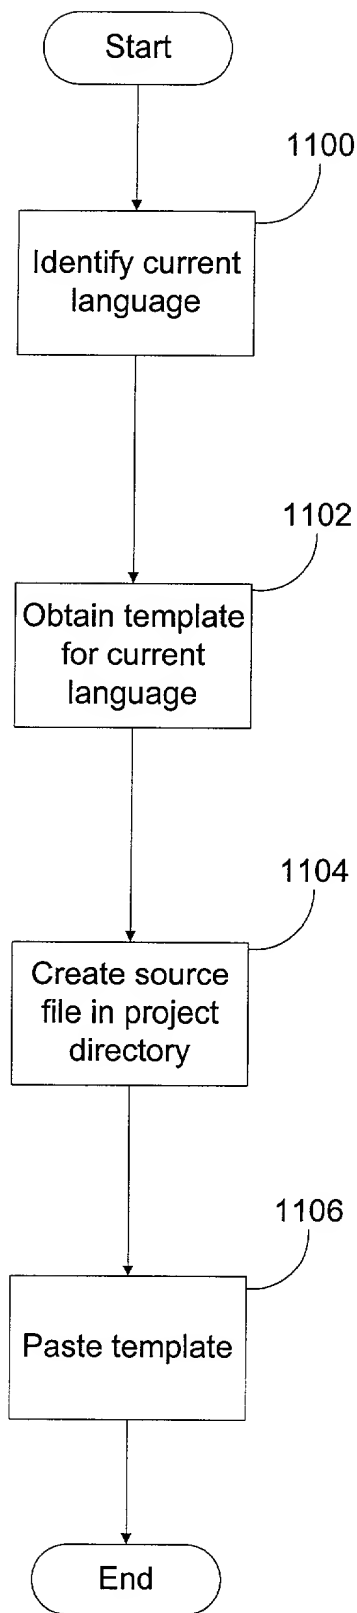 Start
1100
Identify current
language
1102
Obtain template
for current
language
1104
Create source
file in project
directory
1106
Paste template
End